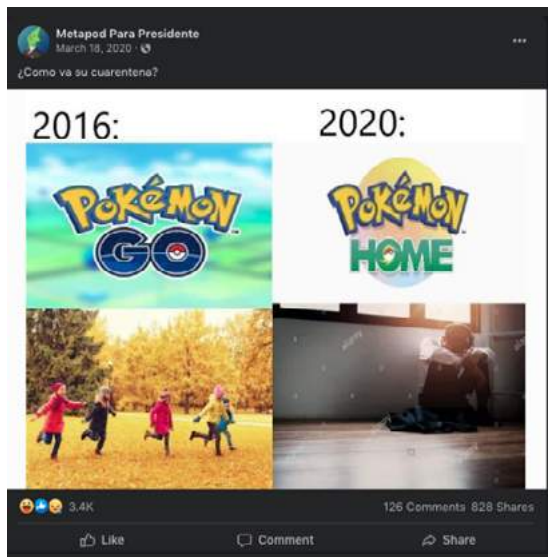 Metapod Para Presidente
March 18, 2020 ·
¿Como va su cuarentena?
2016:
2020:
POKÉMON
GO
POKÉMON
HOME
3.4K
126 Comments 828 Shares
Like
Comment
Share